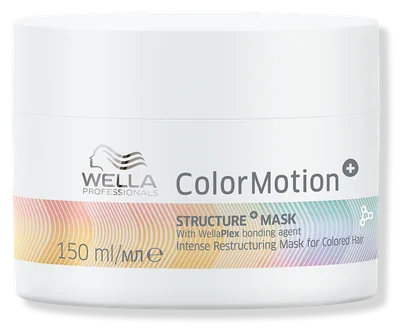 WELLA
PROFESSIONALS
ColorMotion+
STRUCTURE+ MASK
With WellaPlex bonding agent
Intense Restructuring Mask for Colored Hair
150 ml/мл ℮